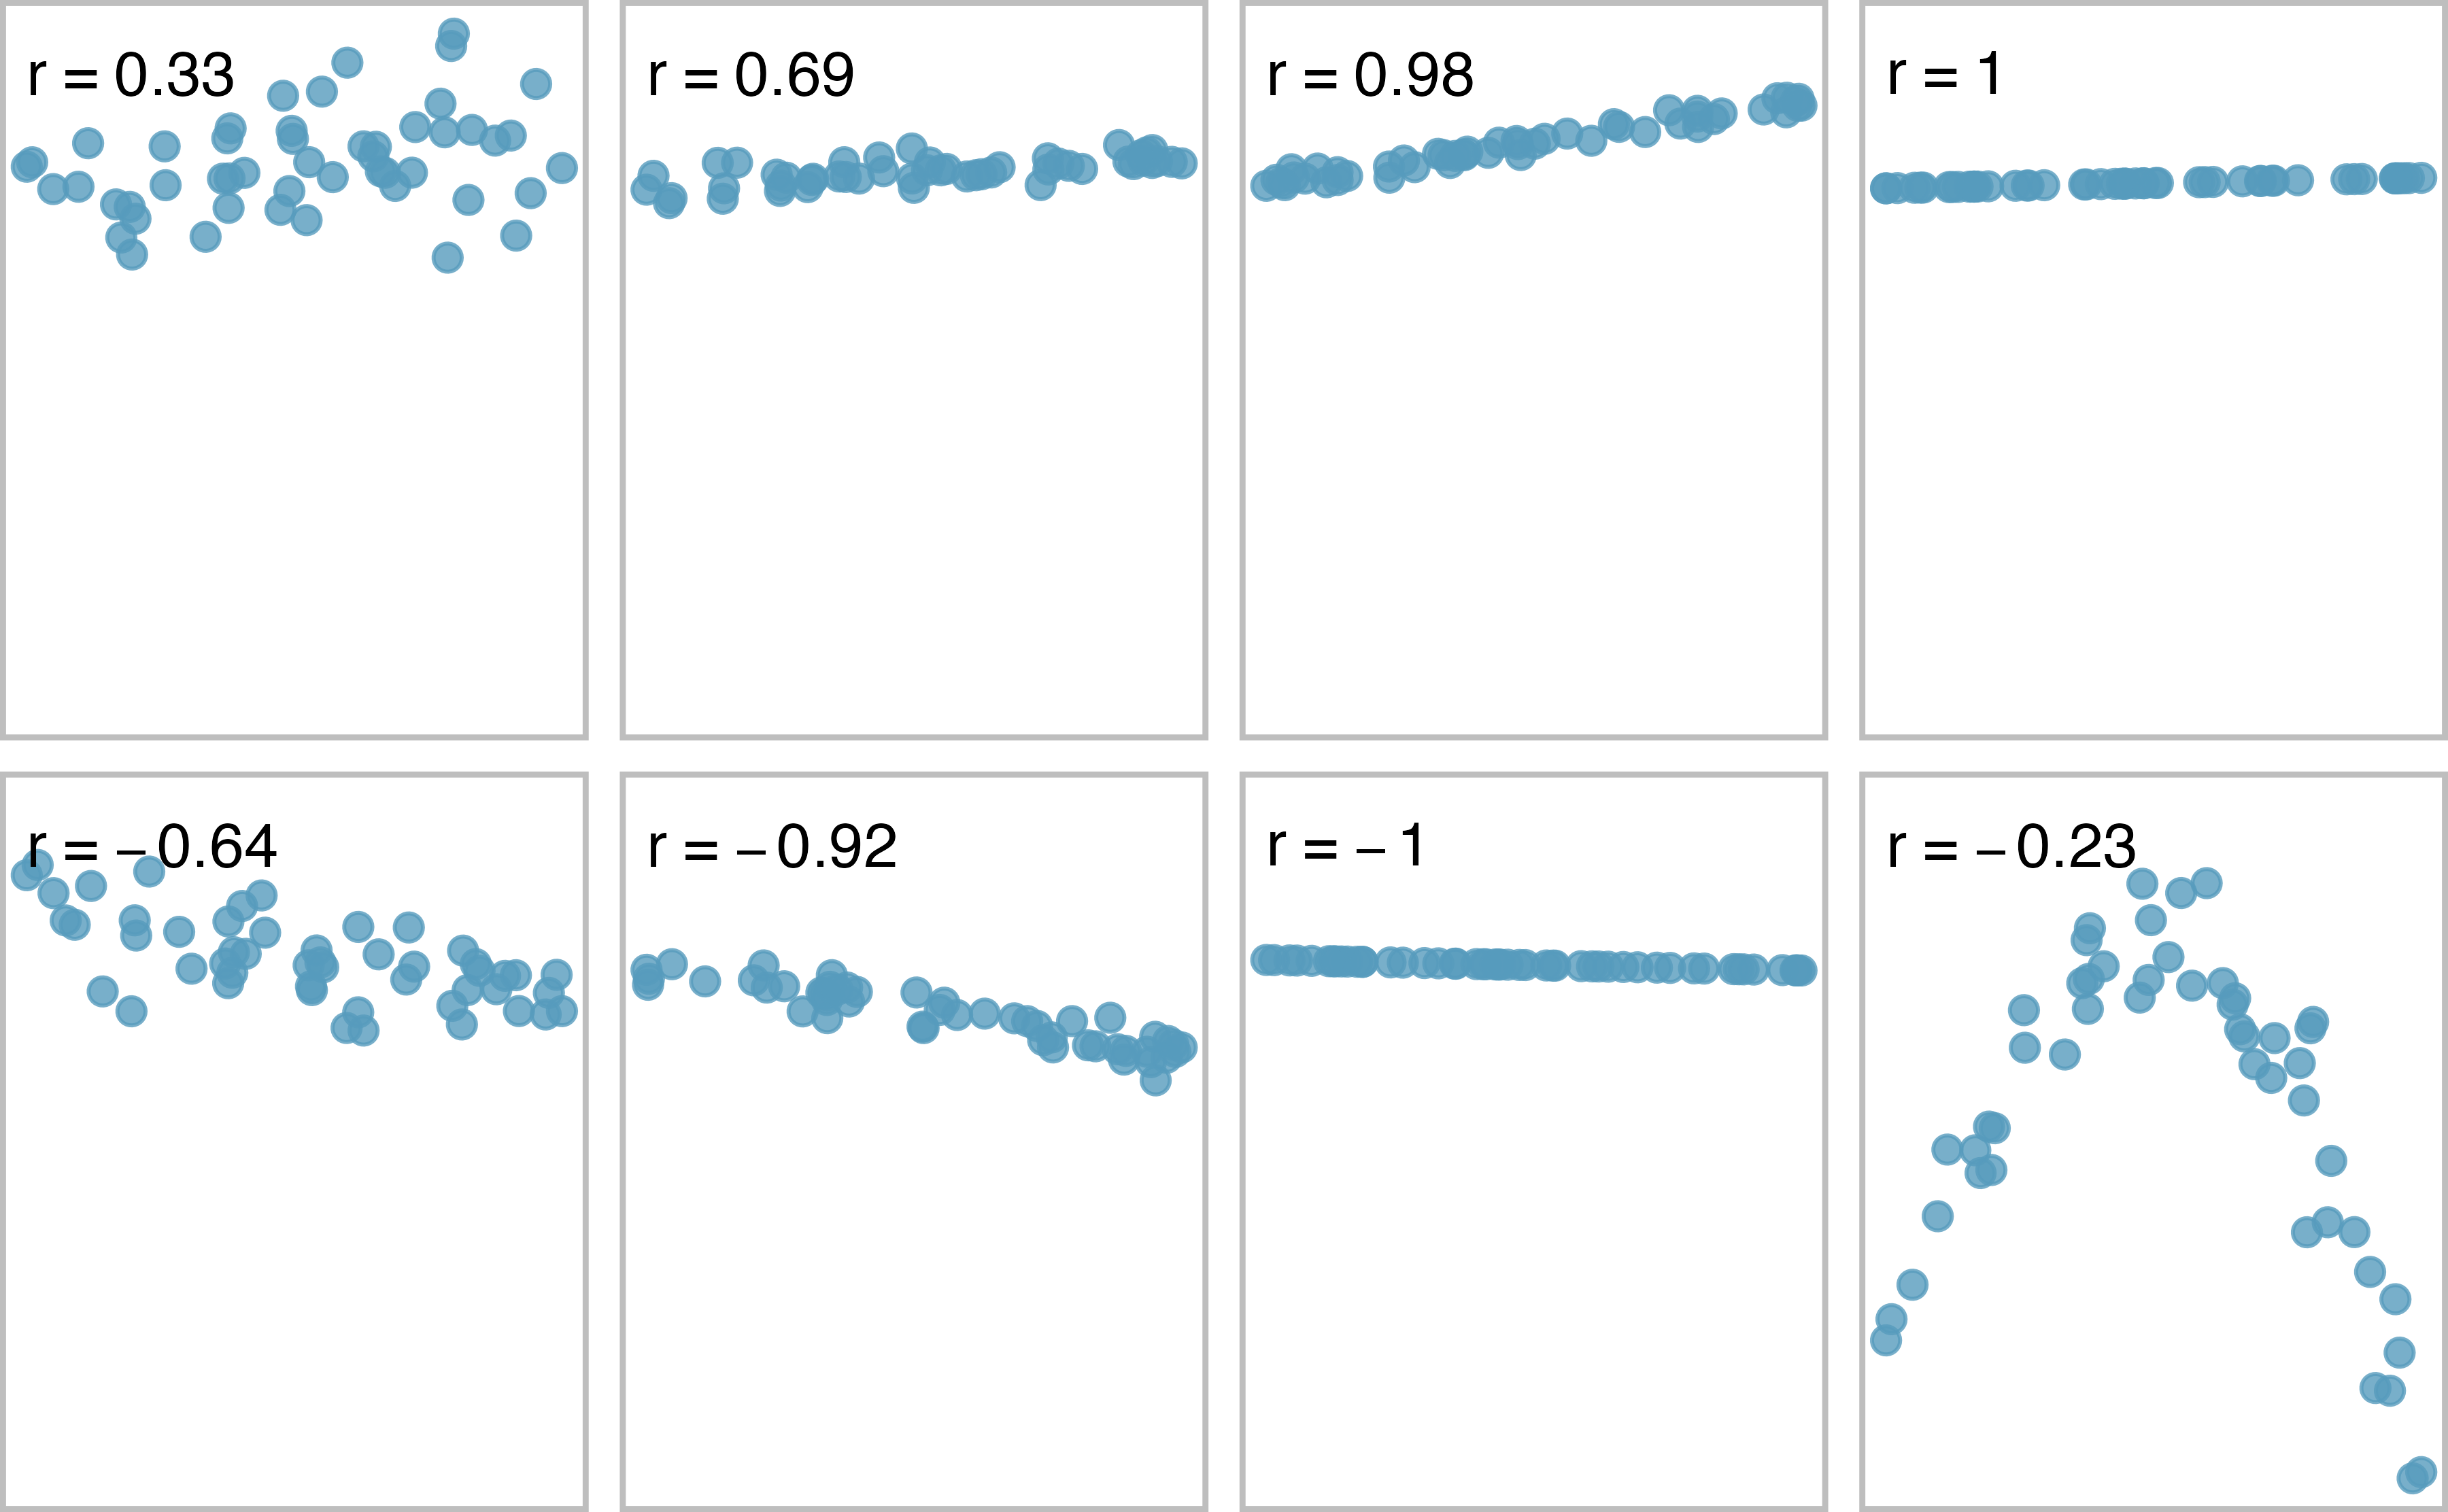 r = 0.33
r = 0.69
r = 0.98
r = 1
r = −0.64
r = −0.92
r = −1
r = −0.23